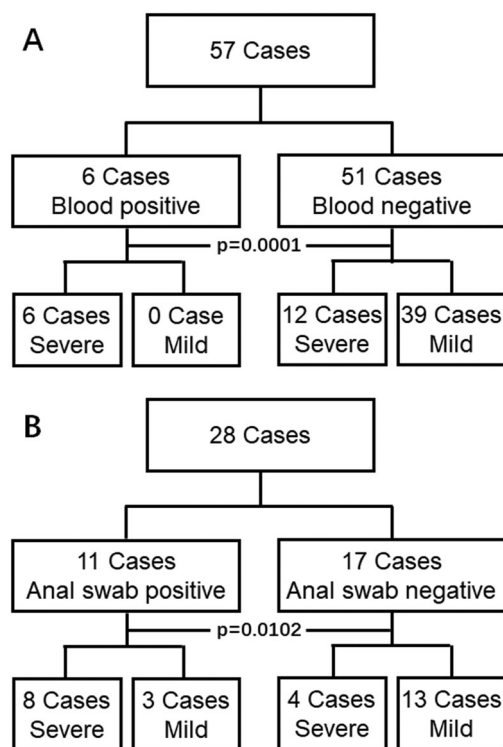 A
57 Cases
6 Cases
Blood positive
51 Cases
Blood negative
p=0.0001
6 Cases
Severe
0 Case
Mild
12 Cases
Severe
39 Cases
Mild
B
28 Cases
11 Cases
Anal swab positive
17 Cases
Anal swab negative
p=0.0102
8 Cases
Severe
3 Cases
Mild
4 Cases
Severe
13 Cases
Mild